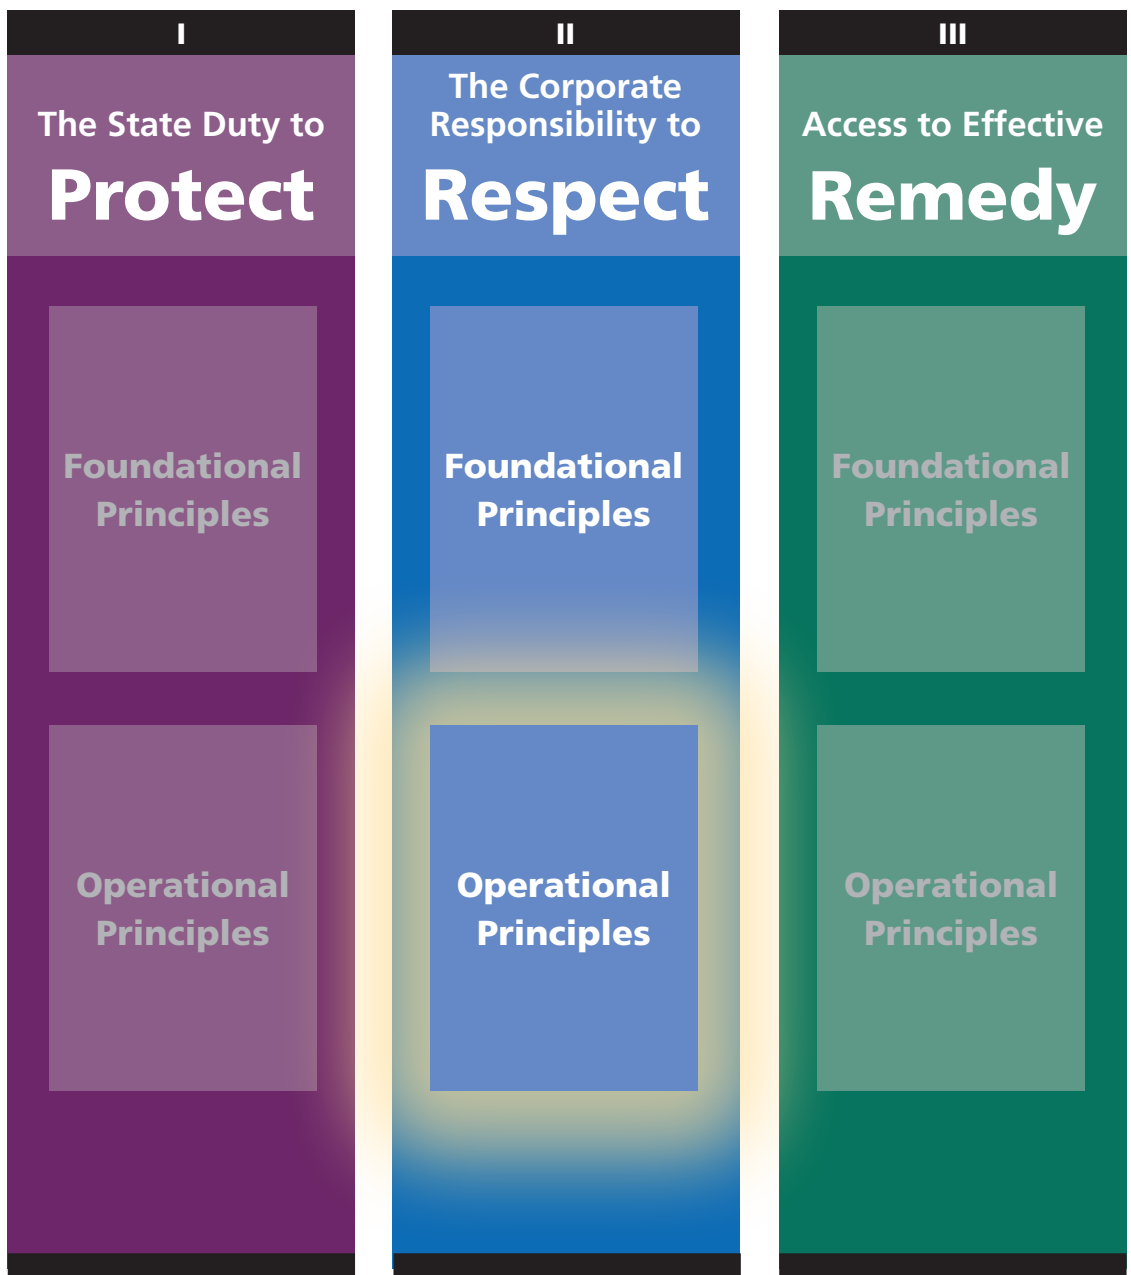 I
The State Duty to
Protect
Foundational
Principles
Operational
Principles
II
The Corporate
Responsibility to
Respect
Foundational
Principles
Operational
Principles
III
Access to Effective
Remedy
Foundational
Principles
Operational
Principles